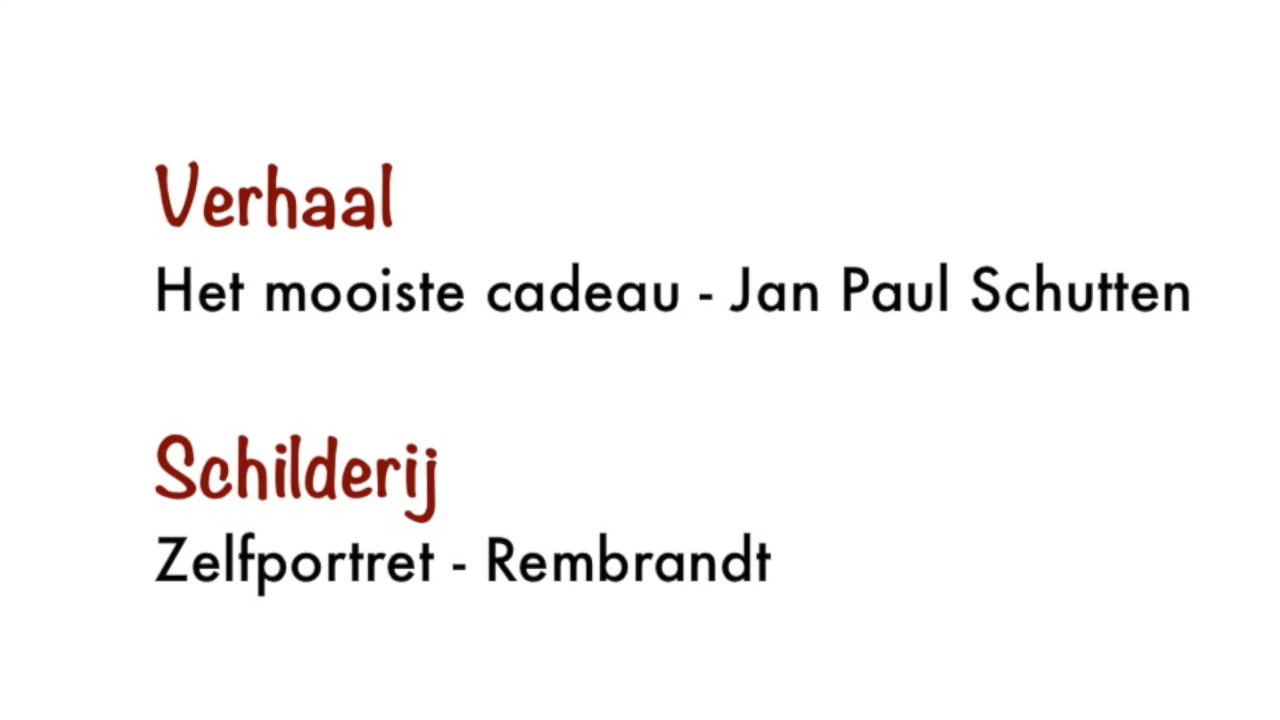 Verhaal
Het mooiste cadeau - Jan Paul Schutten
Schilderij
Zelfportret - Rembrandt